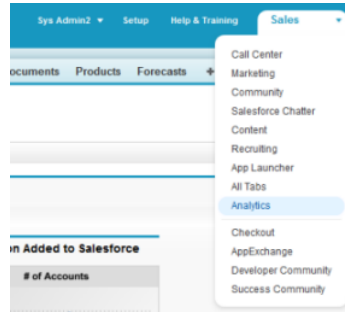 Sys Admin2 Setup Help & Training Sales
ocuments Products Forecasts +
Call Center
Marketing
Community
Salesforce Chatter
Content
Recruiting
App Launcher
All Tabs
Analytics
Checkout
AppExchange
Developer Community
Success Community
on Added to Salesforce
# of Accounts